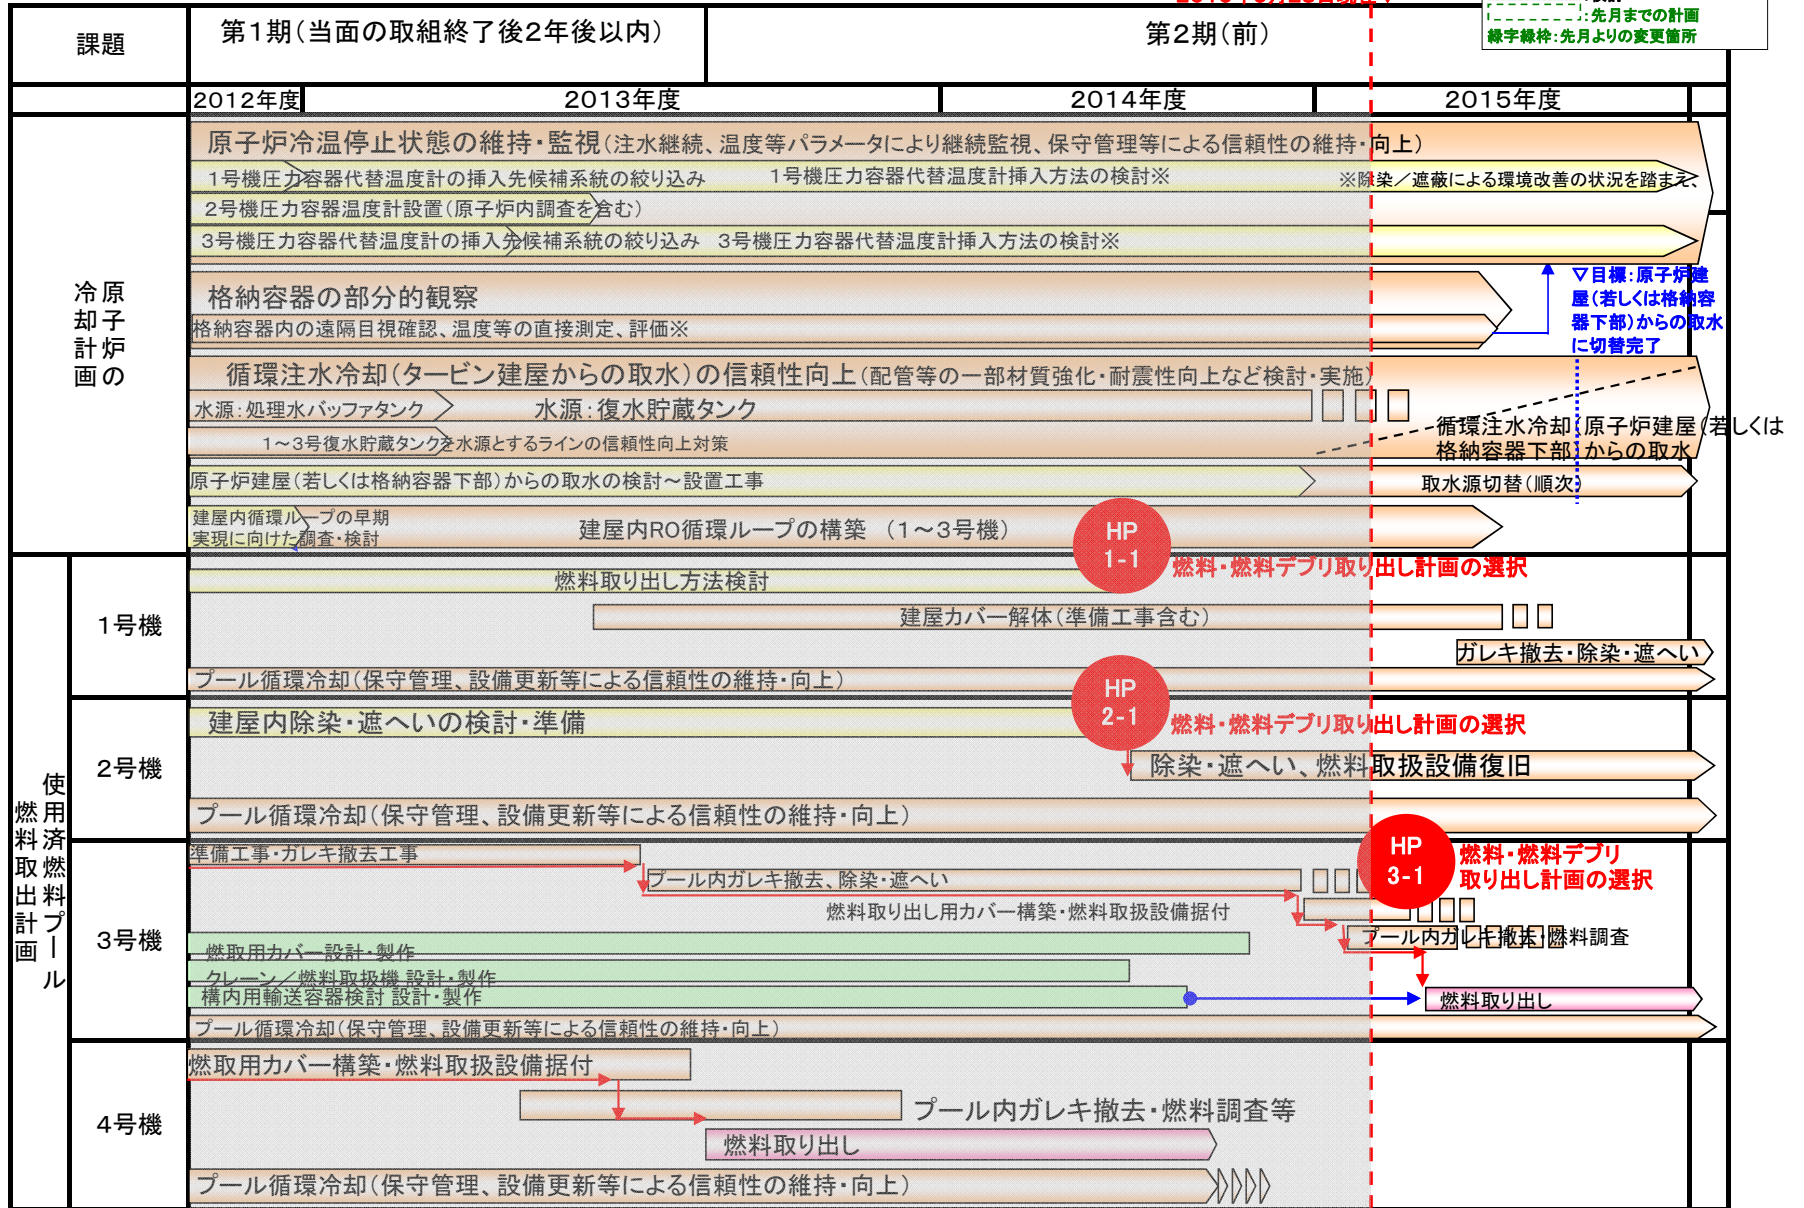 :先月までの計画
緑字緑枠:先月よりの変更箇所
課題
第1期(当面の取組終了後2年後以内)
第2期(前)
2012年度
2013年度
2014年度
2015年度
原子炉の
冷却計画
原子炉冷温停止状態の維持・監視(注水継続、温度等パラメータにより継続監視、保守管理等による信頼性の維持・向上)
1号機圧力容器代替温度計の挿入先候補系統の絞り込み
1号機圧力容器代替温度計挿入方法の検討※
※除染/遮蔽による環境改善の状況を踏まえ、
2号機圧力容器温度計設置(原子炉内調査を含む)
3号機圧力容器代替温度計の挿入先候補系統の絞り込み
3号機圧力容器代替温度計挿入方法の検討※
格納容器の部分的観察
格納容器内の遠隔目視確認、温度等の直接測定、評価※
▽目標:原子炉建
屋(若しくは格納容
器下部)からの取水
に切替完了
循環注水冷却(タービン建屋からの取水)の信頼性向上(配管等の一部材質強化・耐震性向上など検討・実施)
水源:処理水バッファタンク
水源:復水貯蔵タンク
1~3号復水貯蔵タンクを水源とするラインの信頼性向上対策
循環注水冷却(原子炉建屋(若しくは
格納容器下部)からの取水
原子炉建屋(若しくは格納容器下部)からの取水の検討~設置工事
取水源切替(順次)
建屋内循環ループの早期
実現に向けた調査・検討
建屋内RO循環ループの構築 (1~3号機)
HP
1-1
燃料・燃料デブリ取り出し計画の選択
使用済燃料プール
燃料取出計画
1号機
燃料取り出し方法検討
建屋カバー解体(準備工事含む)
ガレキ撤去・除染・遮へい
プール循環冷却(保守管理、設備更新等による信頼性の維持・向上)
2号機
建屋内除染・遮へいの検討・準備
HP
2-1
燃料・燃料デブリ取り出し計画の選択
除染・遮へい、燃料取扱設備復旧
プール循環冷却(保守管理、設備更新等による信頼性の維持・向上)
3号機
準備工事・ガレキ撤去工事
プール内ガレキ撤去、除染・遮へい
HP
3-1
燃料・燃料デブリ
取り出し計画の選択
燃料取り出し用カバー構築・燃料取扱設備据付
プール内ガレキ撤去・燃料調査
燃取用カバー設計・製作
クレーン/燃料取扱機 設計・製作
構内用輸送容器検討 設計・製作
燃料取り出し
プール循環冷却(保守管理、設備更新等による信頼性の維持・向上)
4号機
燃取用カバー構築・燃料取扱設備据付
プール内ガレキ撤去・燃料調査等
燃料取り出し
プール循環冷却(保守管理、設備更新等による信頼性の維持・向上)